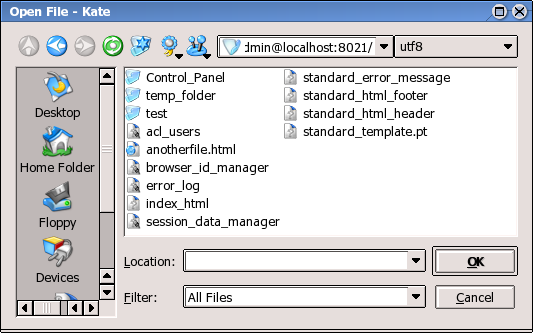 Open File - Kate
dmin@localhost:8021/
utf8
Desktop
Home Folder
Floppy
Devices
Control_Panel
temp_folder
test
acl_users
anotherfile.html
browser_id_manager
error_log
index_html
session_data_manager
standard_error_message
standard_html_footer
standard_html_header
standard_template.pt
Location:
OK
Filter:
All Files
Cancel